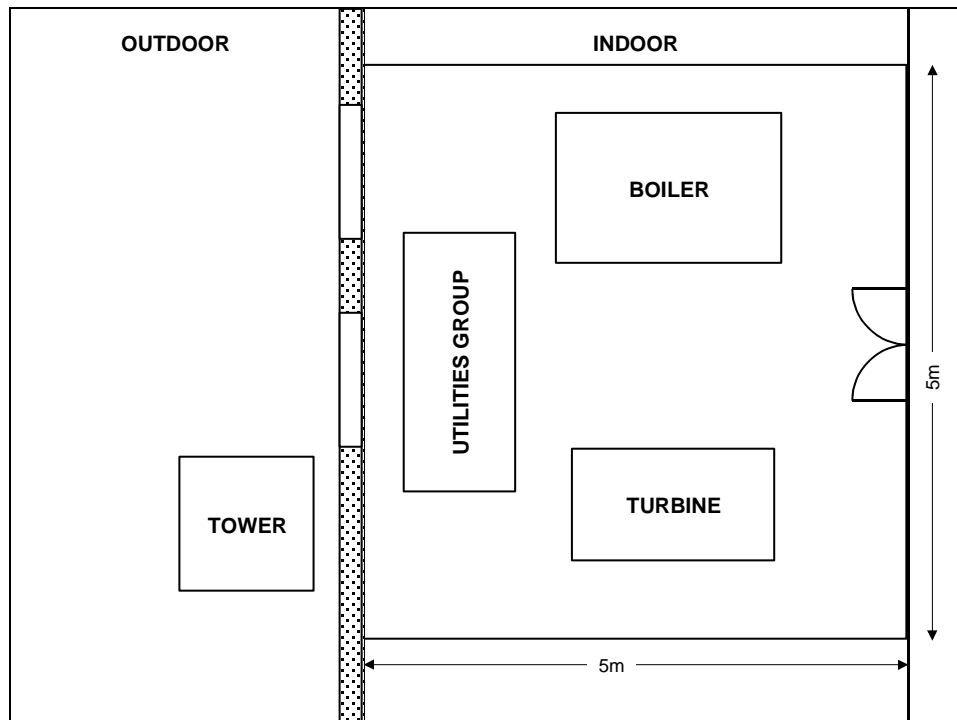 OUTDOOR
INDOOR
BOILER
UTILITIES GROUP
5m
TURBINE
TOWER
5m